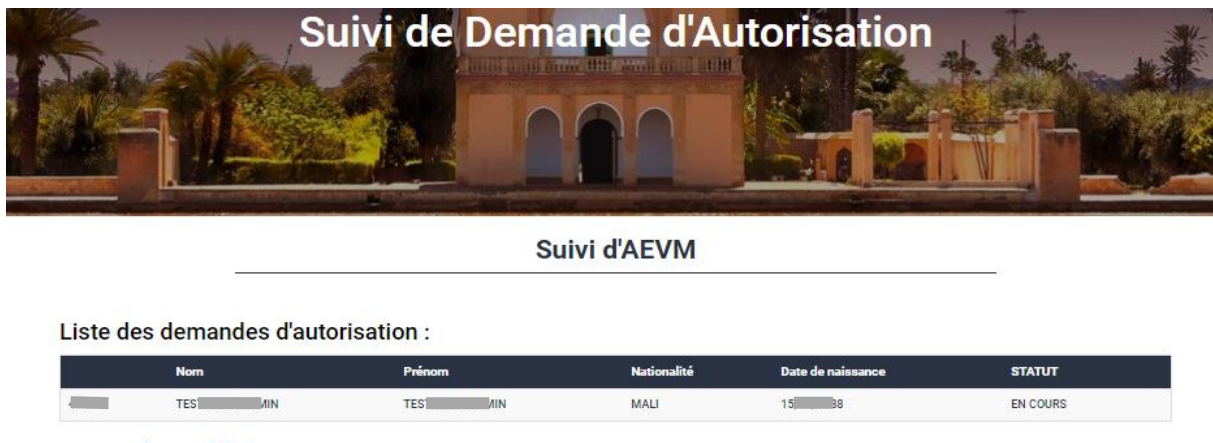 Suivi de Demande d'Autorisation
Suivi d'AEVM
Liste des demandes d'autorisation :
Nom Prénom Nationalité Date de naissance STATUT
MALI EN COURS